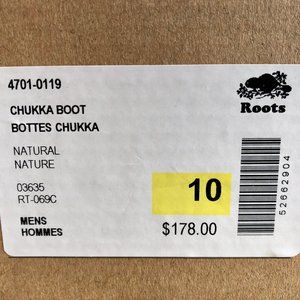 4701-0119
Roots
CHUKKA BOOT
BOTTES CHUKKA
NATURAL
NATURE
03635
RT-069C
10
52662904
MENS
HOMMES
$178.00